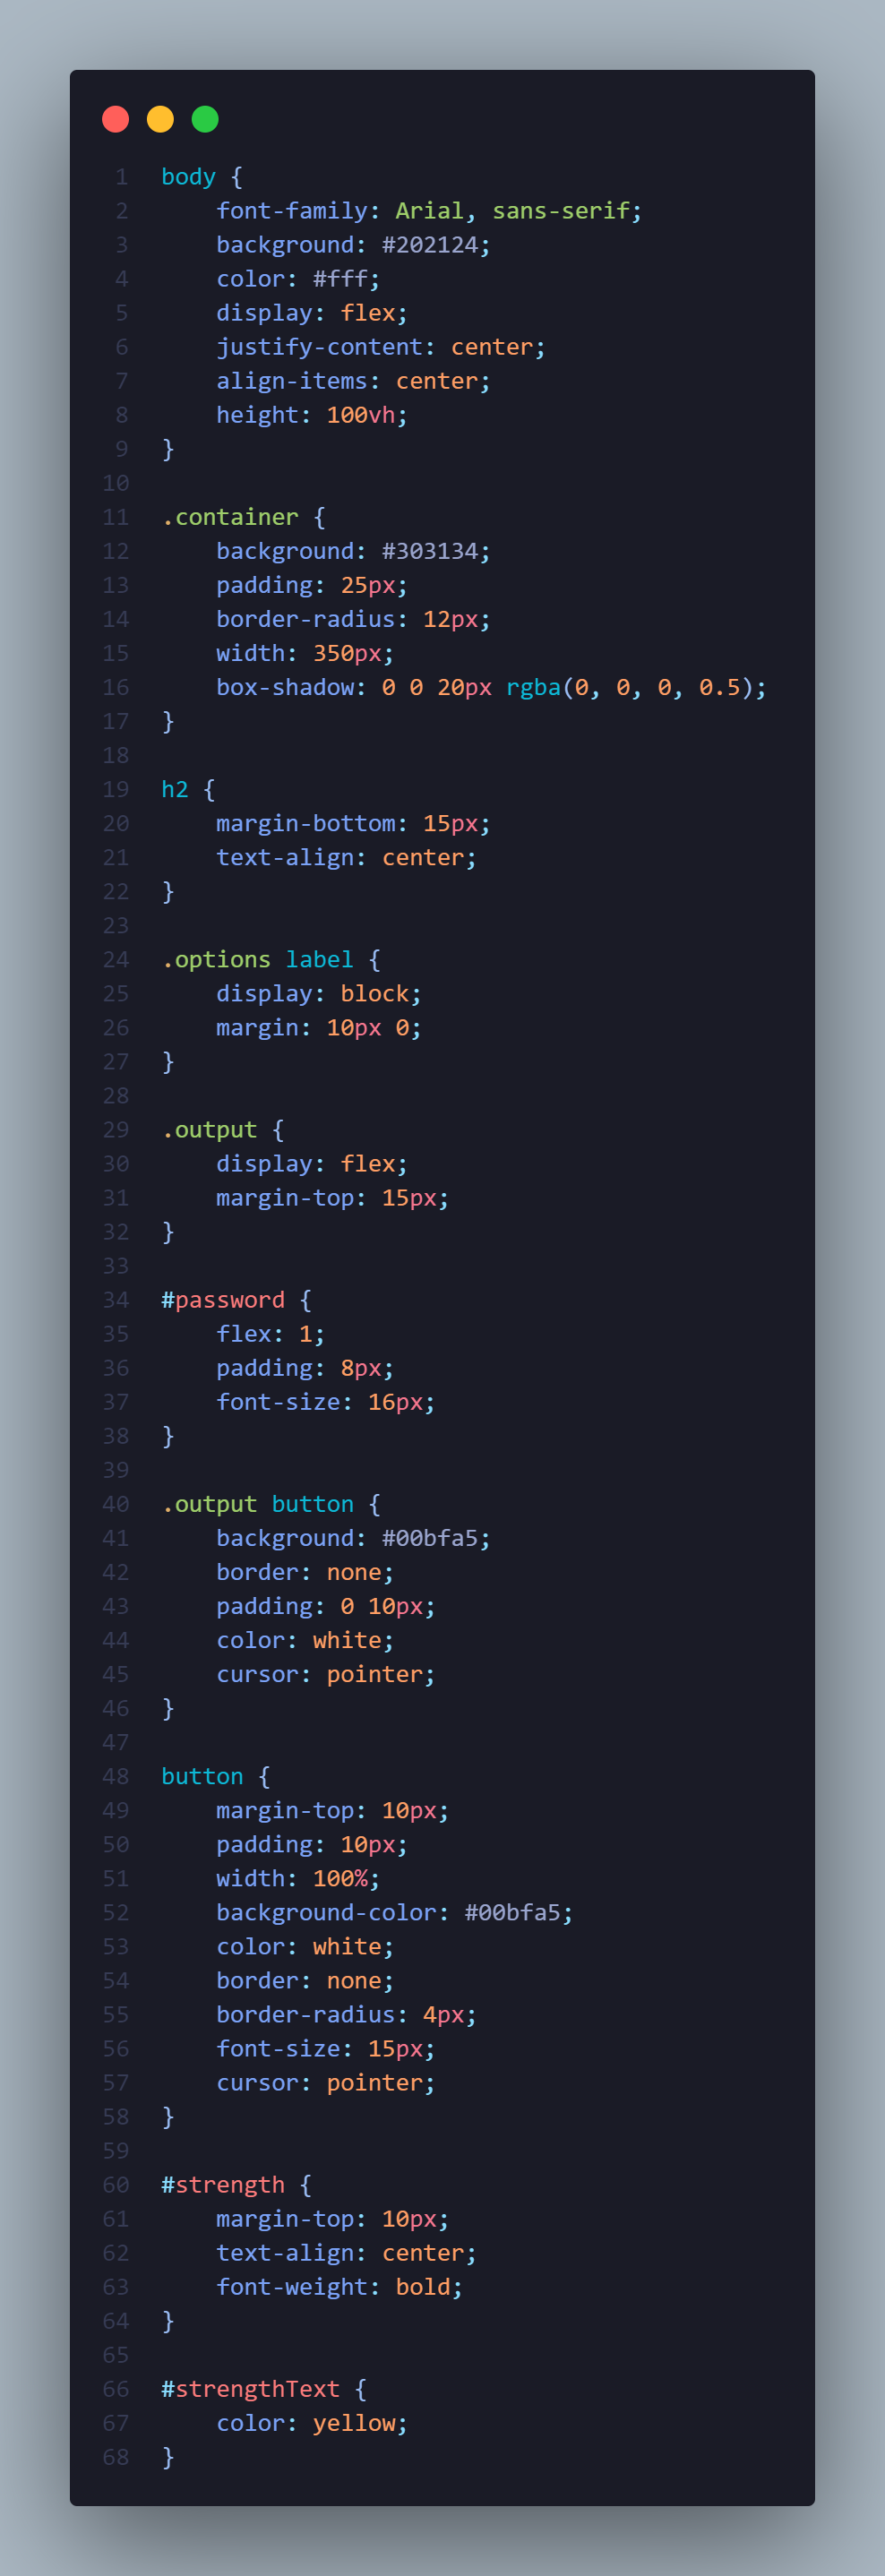 1 body {
2     font-family: Arial, sans-serif;
3     background: #202124;
4     color: #fff;
5     display: flex;
6     justify-content: center;
7     align-items: center;
8     height: 100vh;
9 }
10
11 .container {
12     background: #303134;
13     padding: 25px;
14     border-radius: 12px;
15     width: 350px;
16     box-shadow: 0 0 20px rgba(0, 0, 0, 0.5);
17 }
18
19 h2 {
20     margin-bottom: 15px;
21     text-align: center;
22 }
23
24 .options label {
25     display: block;
26     margin: 10px 0;
27 }
28
29 .output {
30     display: flex;
31     margin-top: 15px;
32 }
33
34 #password {
35     flex: 1;
36     padding: 8px;
37     font-size: 16px;
38 }
39
40 .output button {
41     background: #00bfa5;
42     border: none;
43     padding: 0 10px;
44     color: white;
45     cursor: pointer;
46 }
47
48 button {
49     margin-top: 10px;
50     padding: 10px;
51     width: 100%;
52     background-color: #00bfa5;
53     color: white;
54     border: none;
55     border-radius: 4px;
56     font-size: 15px;
57     cursor: pointer;
58 }
59
60 #strength {
61     margin-top: 10px;
62     text-align: center;
63     font-weight: bold;
64 }
65
66 #strengthText {
67     color: yellow;
68 }